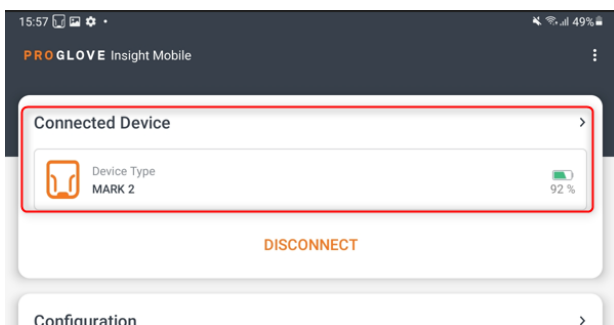 15:57 49%
PROGLOVE Insight Mobile
Connected Device
Device Type
MARK 2
92 %
DISCONNECT
Configuration